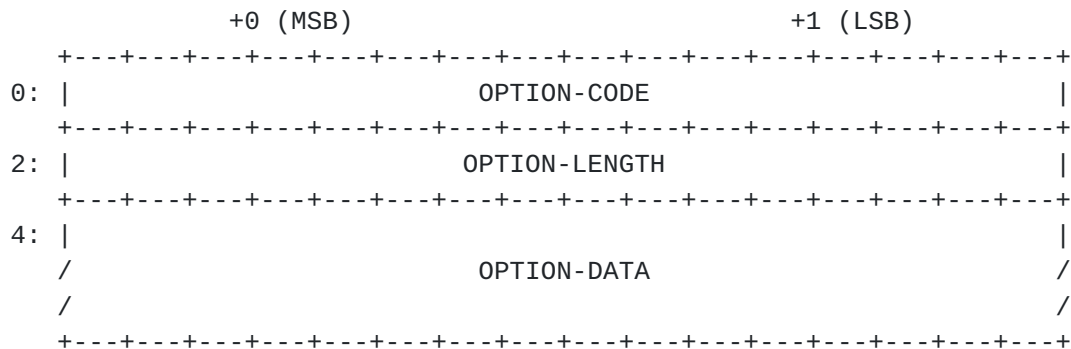 +0 (MSB)                            +1 (LSB)
   +---+---+---+---+---+---+---+---+---+---+---+---+---+---+---+---+
0: |                          OPTION-CODE                          |
   +---+---+---+---+---+---+---+---+---+---+---+---+---+---+---+---+
2: |                         OPTION-LENGTH                         |
   +---+---+---+---+---+---+---+---+---+---+---+---+---+---+---+---+
4: |                                                               |
   /                          OPTION-DATA                          /
   /                                                               /
   +---+---+---+---+---+---+---+---+---+---+---+---+---+---+---+---+